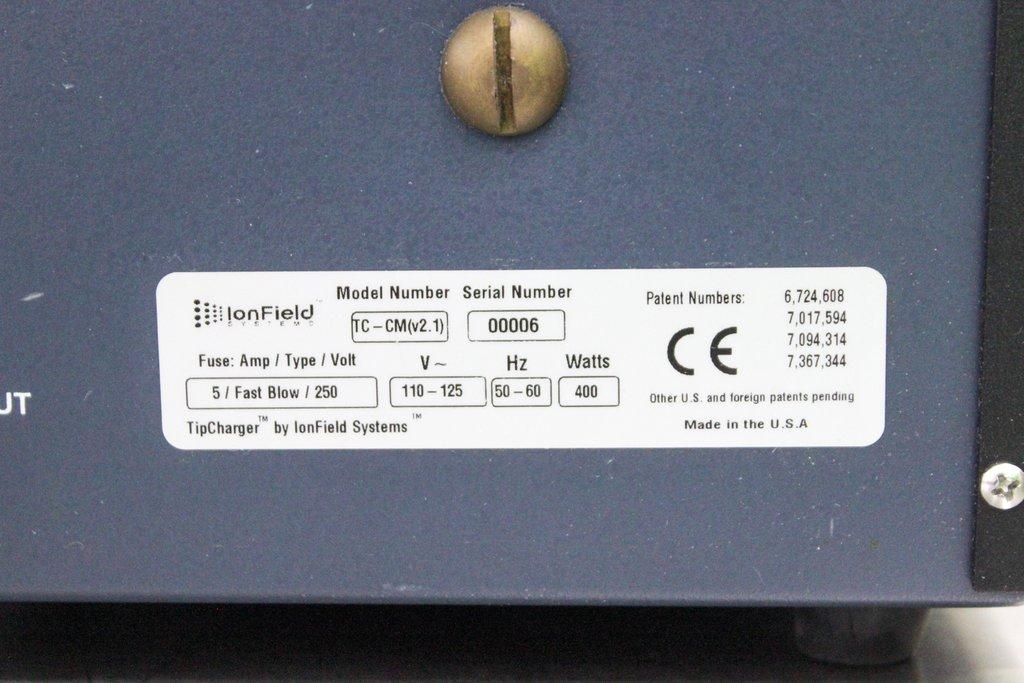 IonField
SYSTEMS
Model Number Serial Number
TC-CM(v2.1) 00006
Fuse: Amp / Type / Volt V~ Hz Watts
5 / Fast Blow / 250 110-125 50-60 400
TipCharger™ by IonField Systems™
Patent Numbers: 6,724,608
7,017,594
7,094,314
7,367,344
CE
Other U.S. and foreign patents pending
Made in the U.S.A
UT